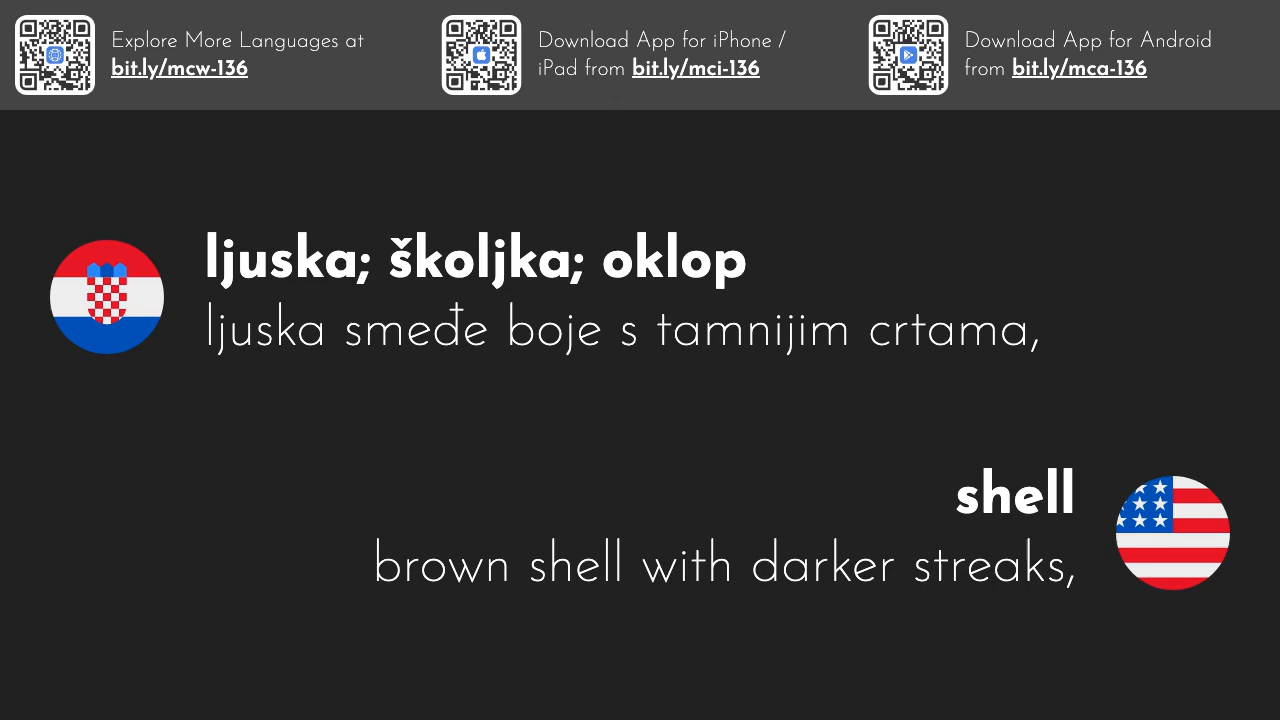 Explore More Languages at
bit.ly/mcw-136
Download App for iPhone /
iPad from bit.ly/mci-136
Download App for Android
from bit.ly/mca-136
ljuska; školjka; oklop
ljuska smeđe boje s tamnijim crtama,
shell
brown shell with darker streaks,